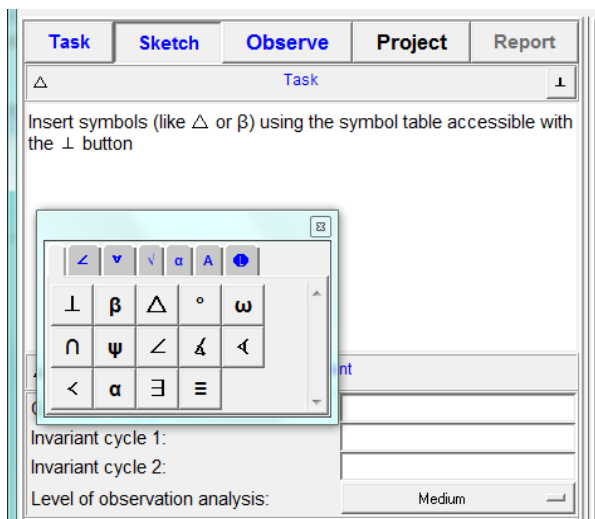 Task Sketch Observe Project Report
△ Task ⊥
Insert symbols (like △ or β) using the symbol table accessible with
the ⊥ button
∠ ∀ √ α A L
⊥ β △ ° ω
∩ ψ ∠ ∡ ∢
< α ∃ ≡
nt
Invariant cycle 1:
Invariant cycle 2:
Level of observation analysis: Medium